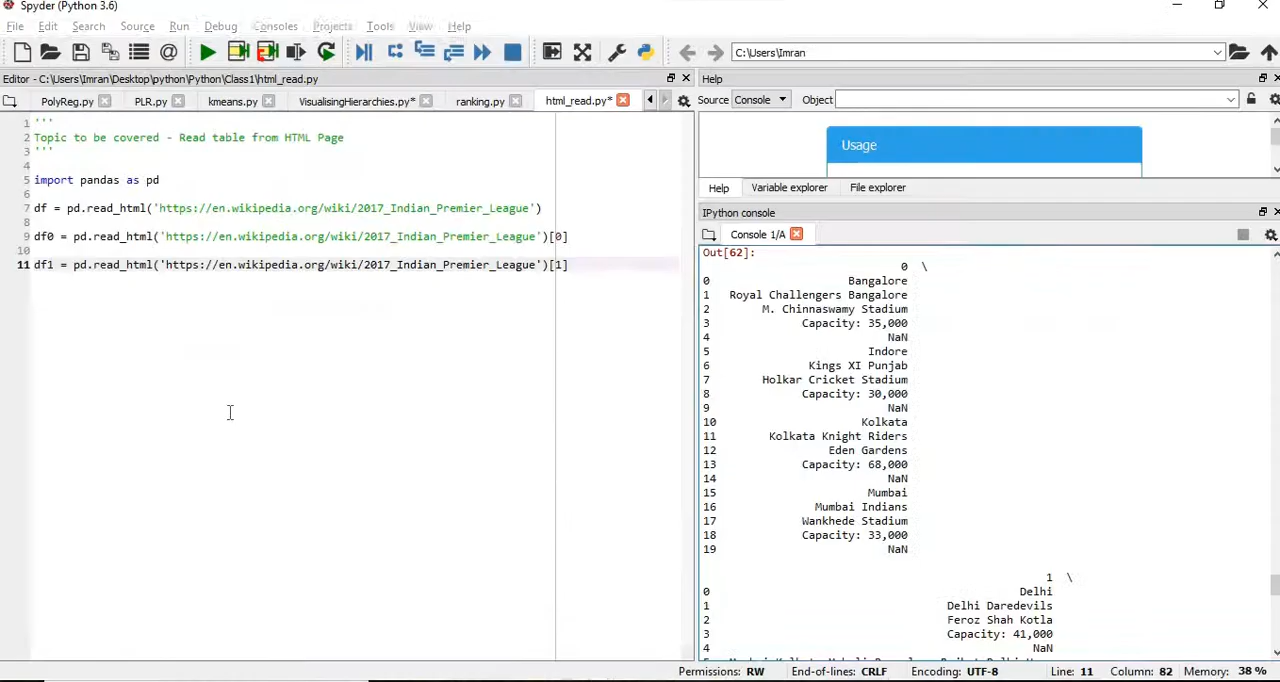 Spyder (Python 3.6)
File Edit Search Source Run Debug Consoles Projects Tools View Help
C:\Users\Imran
Editor - C:\Users\Imran\Desktop\python\Python\Class1\html_read.py
PolyReg.py PLR.py kmeans.py VisualisingHierarchies.py* ranking.py html_read.py*
1 '''
2 Topic to be covered - Read table from HTML Page
3 '''
4
5 import pandas as pd
6
7 df = pd.read_html('https://en.wikipedia.org/wiki/2017_Indian_Premier_League')
8
9 df0 = pd.read_html('https://en.wikipedia.org/wiki/2017_Indian_Premier_League')[0]
10
11 df1 = pd.read_html('https://en.wikipedia.org/wiki/2017_Indian_Premier_League')[1]
Help
Source Console Object
Usage
Help Variable explorer File explorer
IPython console
Console 1/A
Out[62]:
0 \
0 Bangalore
1 Royal Challengers Bangalore
2 M. Chinnaswamy Stadium
3 Capacity: 35,000
4 NaN
5 Indore
6 Kings XI Punjab
7 Holkar Cricket Stadium
8 Capacity: 30,000
9 NaN
10 Kolkata
11 Kolkata Knight Riders
12 Eden Gardens
13 Capacity: 68,000
14 NaN
15 Mumbai
16 Mumbai Indians
17 Wankhede Stadium
18 Capacity: 33,000
19 NaN
1 \
0 Delhi
1 Delhi Daredevils
2 Feroz Shah Kotla
3 Capacity: 41,000
4 NaN
Permissions: RW End-of-lines: CRLF Encoding: UTF-8 Line: 11 Column: 82 Memory: 38 %